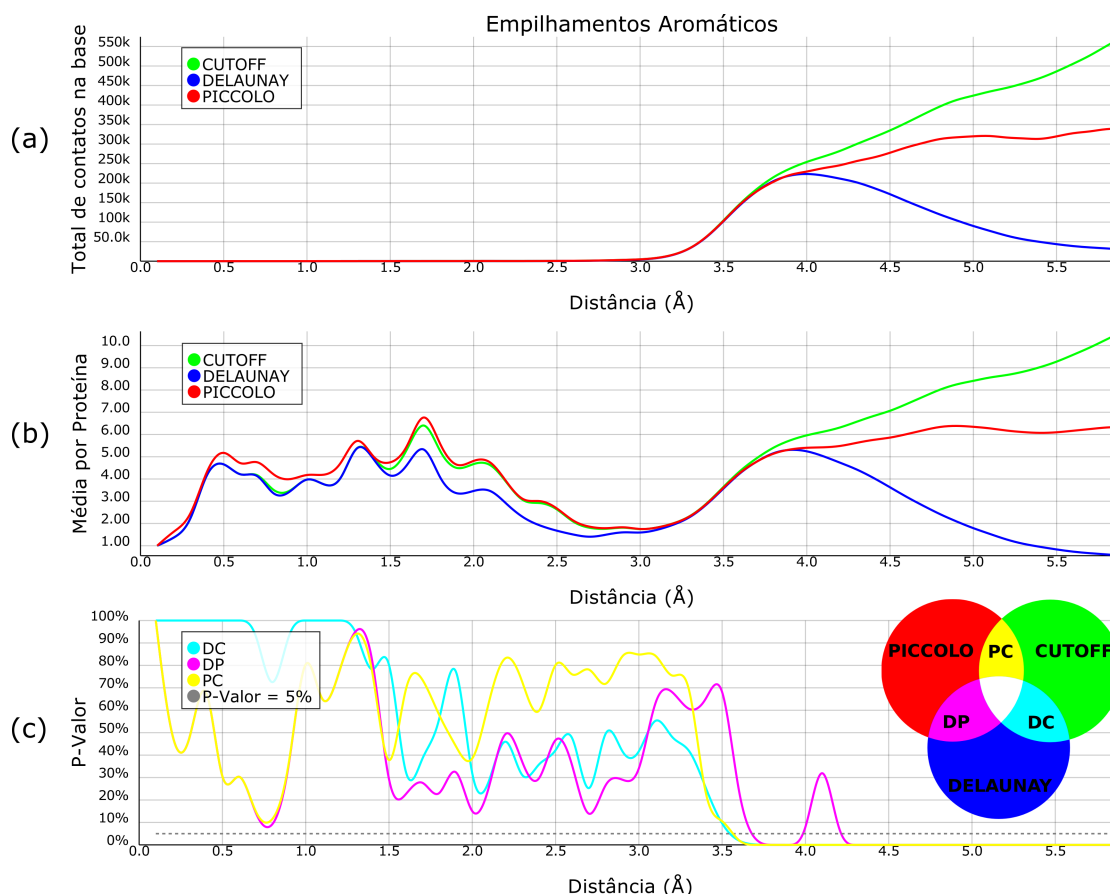 Empilhamentos Aromáticos
(a)
Total de contatos na base
550k
450k
450k
400k
350k
300k
250k
200k
150k
100k
50.0k
CUTOFF
DELAUNAY
PICCOLO
0.0 0.5 1.0 1.5 2.0 2.5 3.0 3.5 4.0 4.5 5.0 5.5
Distância (Å)
(b)
Média por Proteína
10.0
9.00
8.00
7.00
6.00
5.00
4.00
3.00
2.00
1.00
CUTOFF
DELAUNAY
PICCOLO
0.0 0.5 1.0 1.5 2.0 2.5 3.0 3.5 4.0 4.5 5.0 5.5
Distância (Å)
(c)
P-Valor
100%
90%
80%
70%
60%
50%
40%
30%
20%
10%
0%
DC
DP
PC
P-Valor = 5%
0.0 0.5 1.0 1.5 2.0 2.5 3.0 3.5 4.0 4.5 5.0 5.5
Distância (Å)
PICCOLO
PC
CUTOFF
DP
DC
DELAUNAY